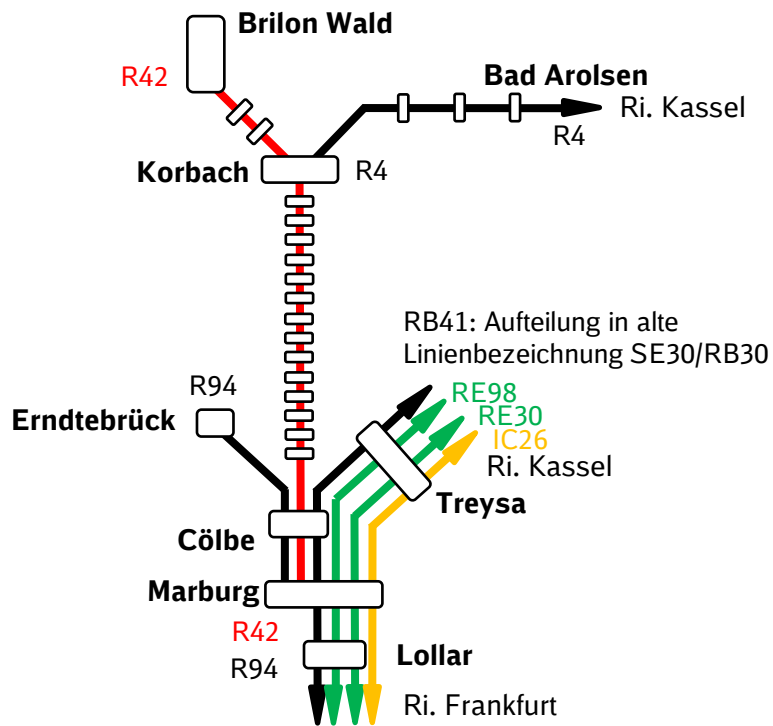 Brilon Wald
R42
Bad Arolsen
Ri. Kassel
R4
Korbach
R4
RB41: Aufteilung in alte
Linienbezeichnung SE30/RB30
R94
RE98
Erndtebrück
RE30
IC26
Ri. Kassel
Treysa
Cölbe
Marburg
R42
R94
Lollar
Ri. Frankfurt